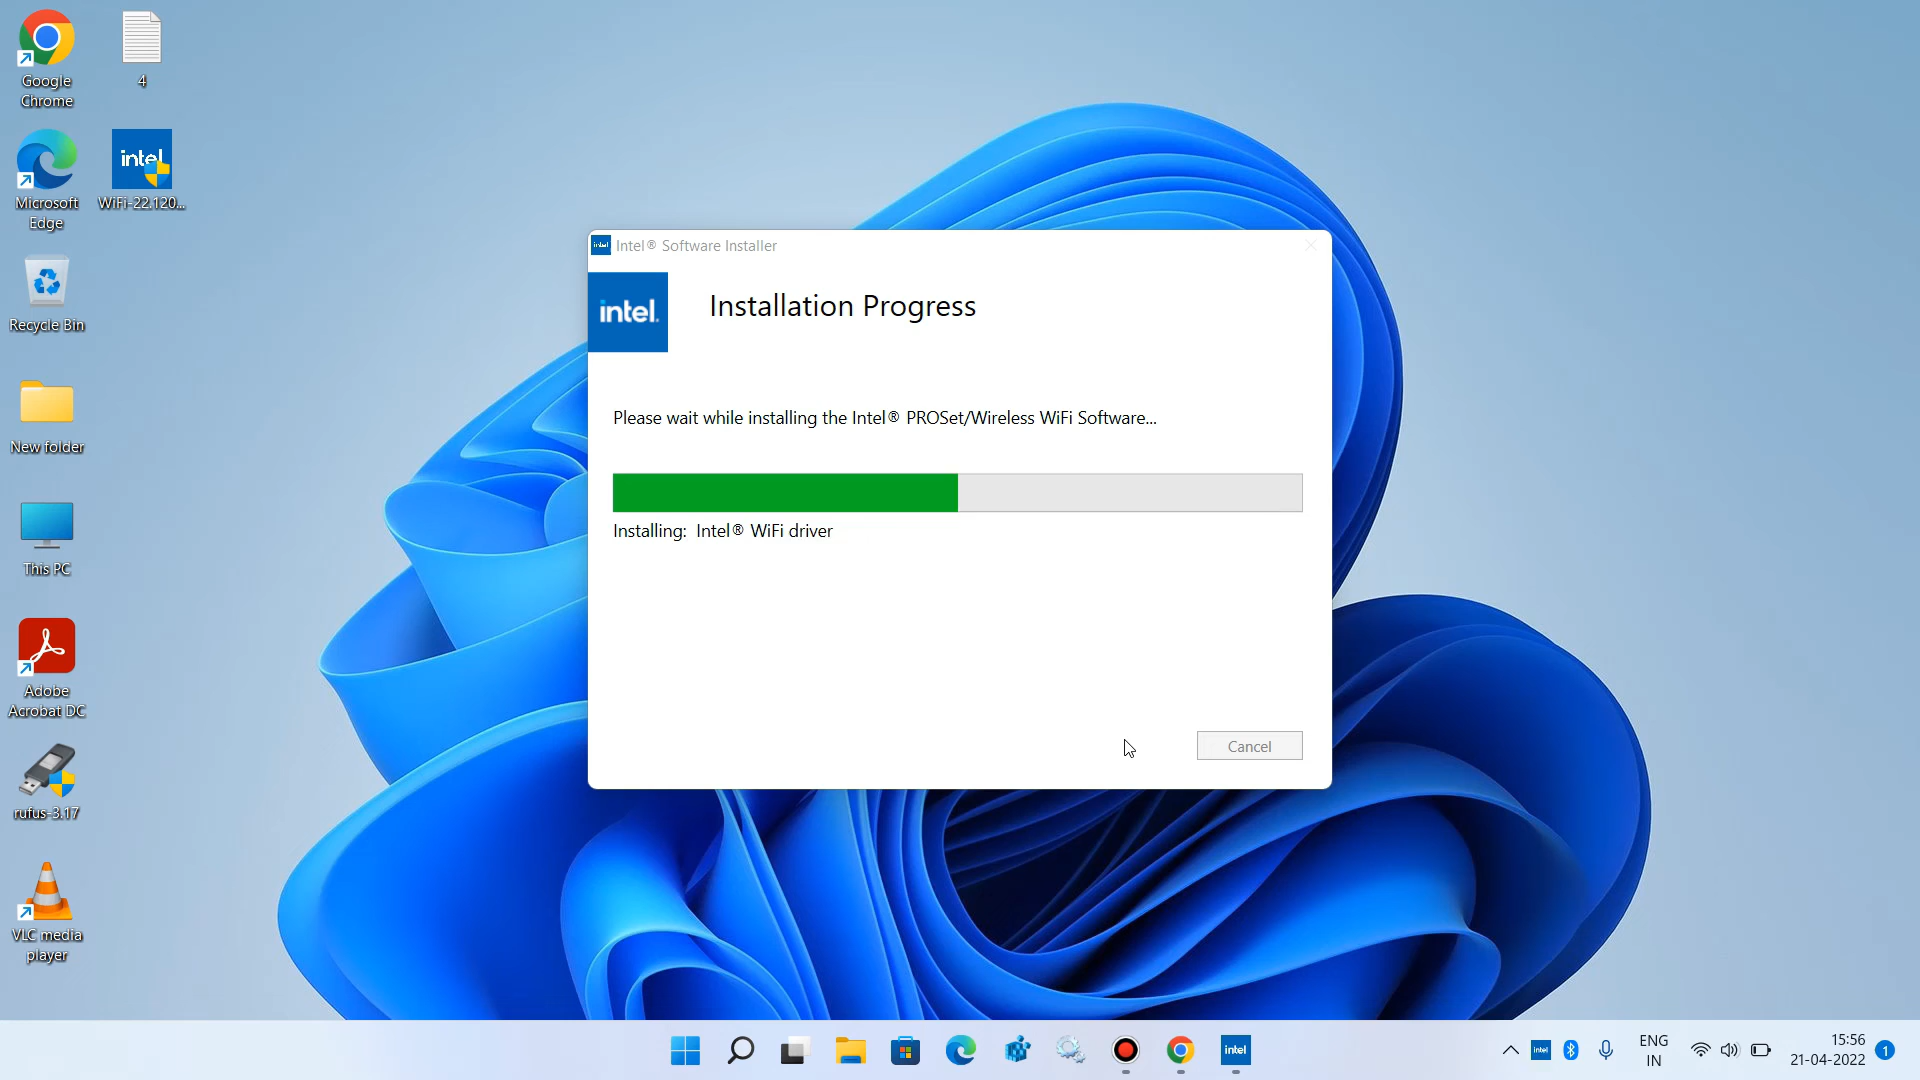 Google
Chrome
4
Microsoft
Edge
intel
WiFi-22.120...
Recycle Bin
New folder
This PC
Adobe
Acrobat DC
rufus-3.17
VLC media
player
intel
Intel® Software Installer
intel.
Installation Progress
Please wait while installing the Intel® PROSet/Wireless WiFi Software...
Installing: Intel® WiFi driver
Cancel
intel
intel
ENG
IN
15:56
21-04-2022
1